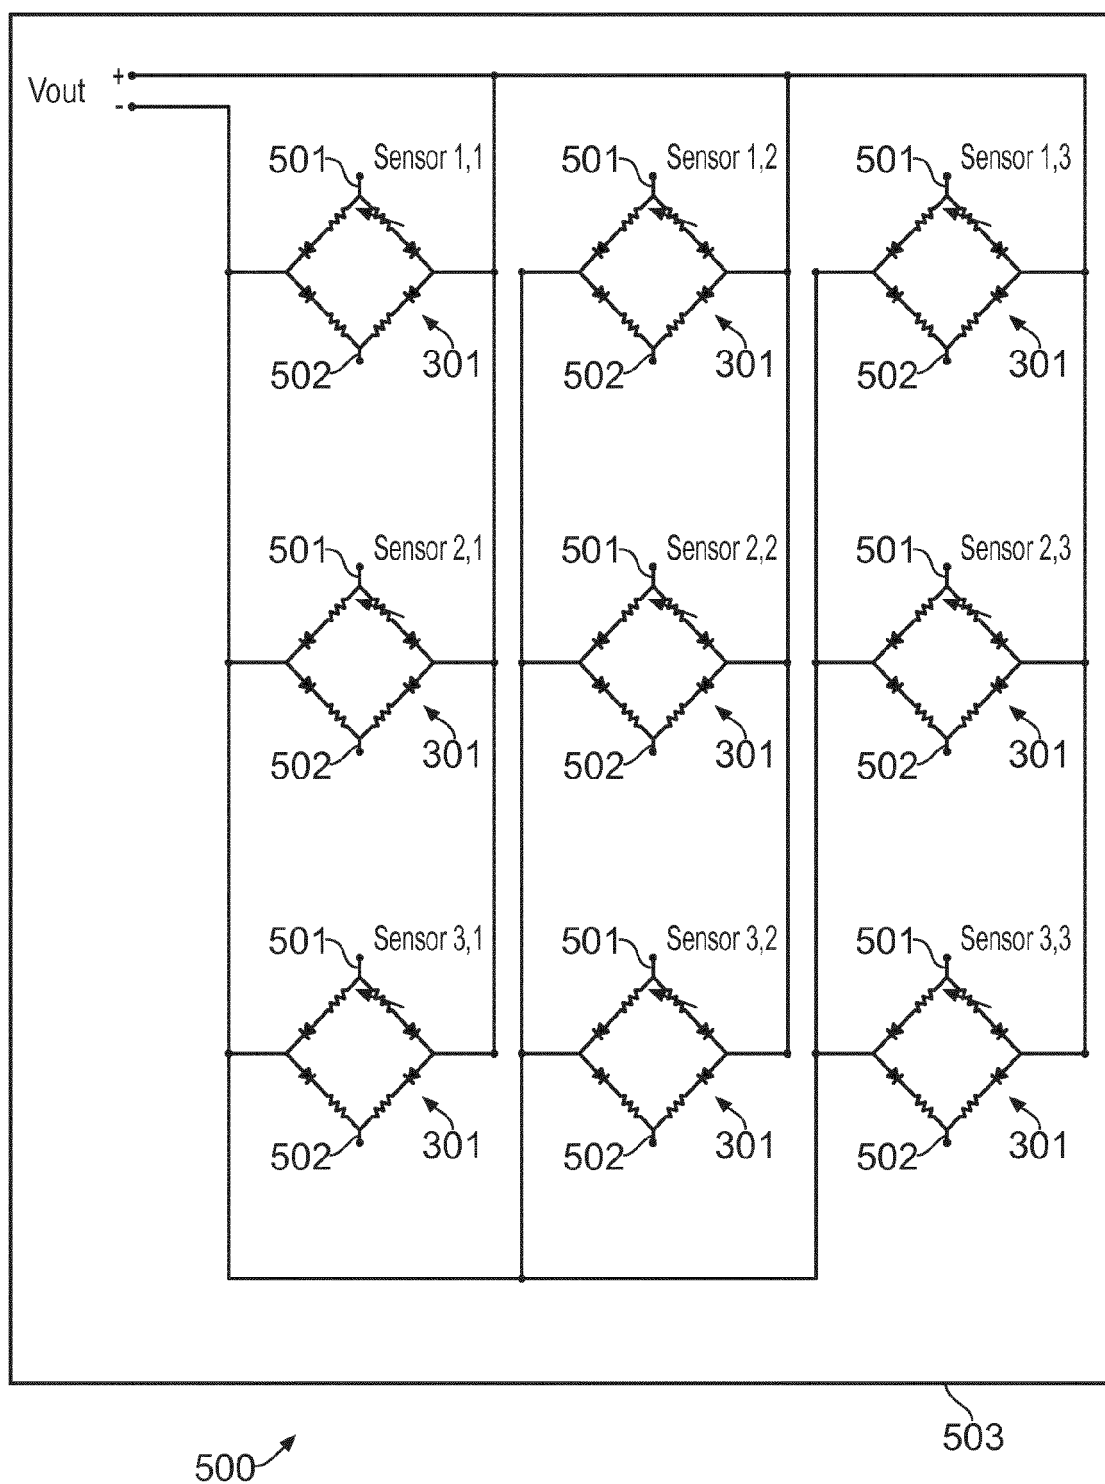 +
Vout
-
501 Sensor 1,1
501 Sensor 1,2
501 Sensor 1,3
502 301
502 301
502 301
501 Sensor 2,1
501 Sensor 2,2
501 Sensor 2,3
502 301
502 301
502 301
501 Sensor 3,1
501 Sensor 3,2
501 Sensor 3,3
502 301
502 301
502 301
503
500